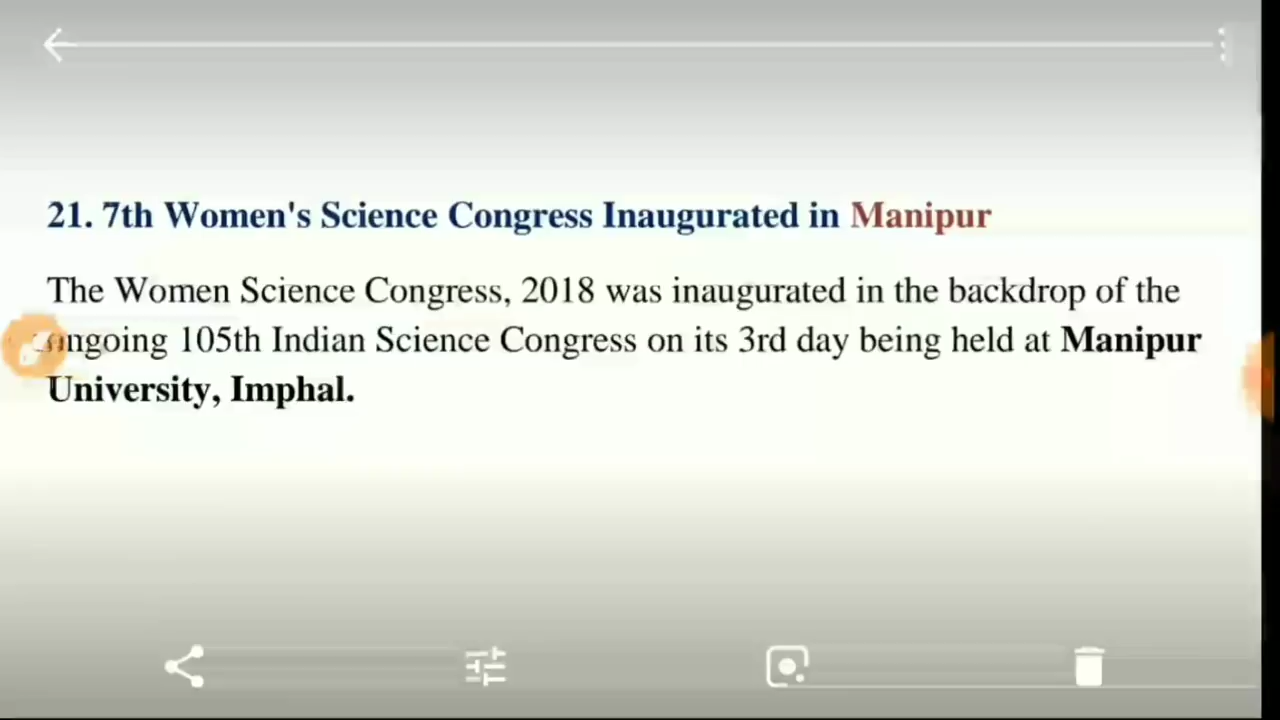 21. 7th Women's Science Congress Inaugurated in Manipur
The Women Science Congress, 2018 was inaugurated in the backdrop of the
ongoing 105th Indian Science Congress on its 3rd day being held at Manipur
University, Imphal.